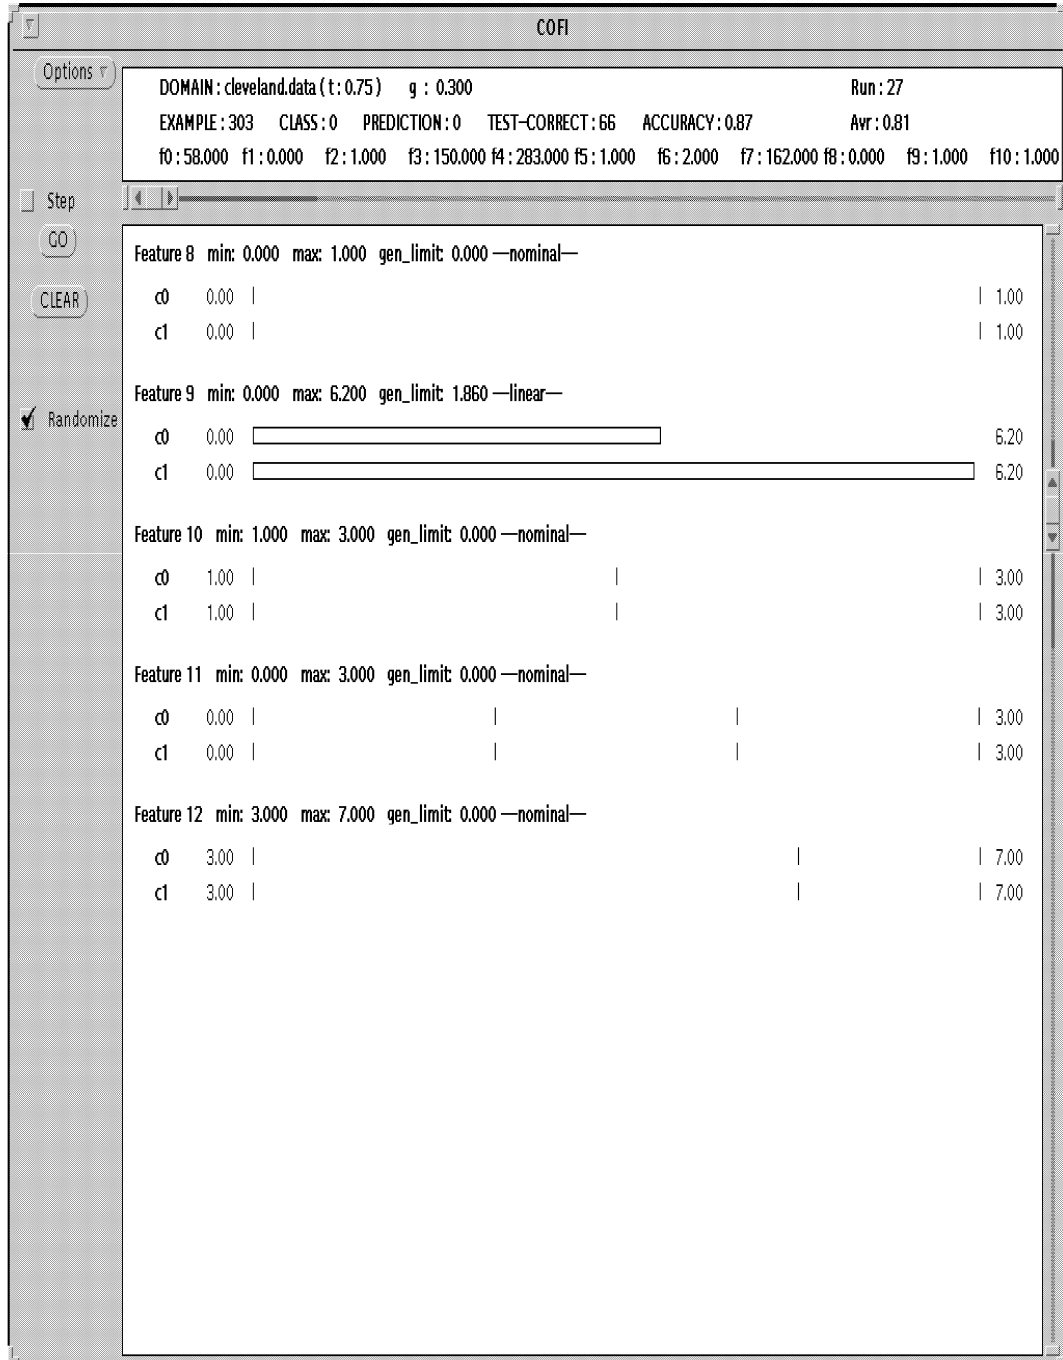 COFI
Options
DOMAIN : cleveland.data ( t : 0.75 ) g : 0.300 Run : 27
EXAMPLE : 303 CLASS : 0 PREDICTION : 0 TEST-CORRECT : 66 ACCURACY : 0.87 Avr : 0.81
f0 : 58.000 f1 : 0.000 f2 : 1.000 f3 : 150.000 f4 : 283.000 f5 : 1.000 f6 : 2.000 f7 : 162.000 f8 : 0.000 f9 : 1.000 f10 : 1.000
Step
GO
CLEAR
Randomize
Feature 8 min: 0.000 max: 1.000 gen_limit: 0.000 —nominal—
c0 0.00 1.00
c1 0.00 1.00
Feature 9 min: 0.000 max: 6.200 gen_limit: 1.860 —linear—
c0 0.00 6.20
c1 0.00 6.20
Feature 10 min: 1.000 max: 3.000 gen_limit: 0.000 —nominal—
c0 1.00 3.00
c1 1.00 3.00
Feature 11 min: 0.000 max: 3.000 gen_limit: 0.000 —nominal—
c0 0.00 3.00
c1 0.00 3.00
Feature 12 min: 3.000 max: 7.000 gen_limit: 0.000 —nominal—
c0 3.00 7.00
c1 3.00 7.00